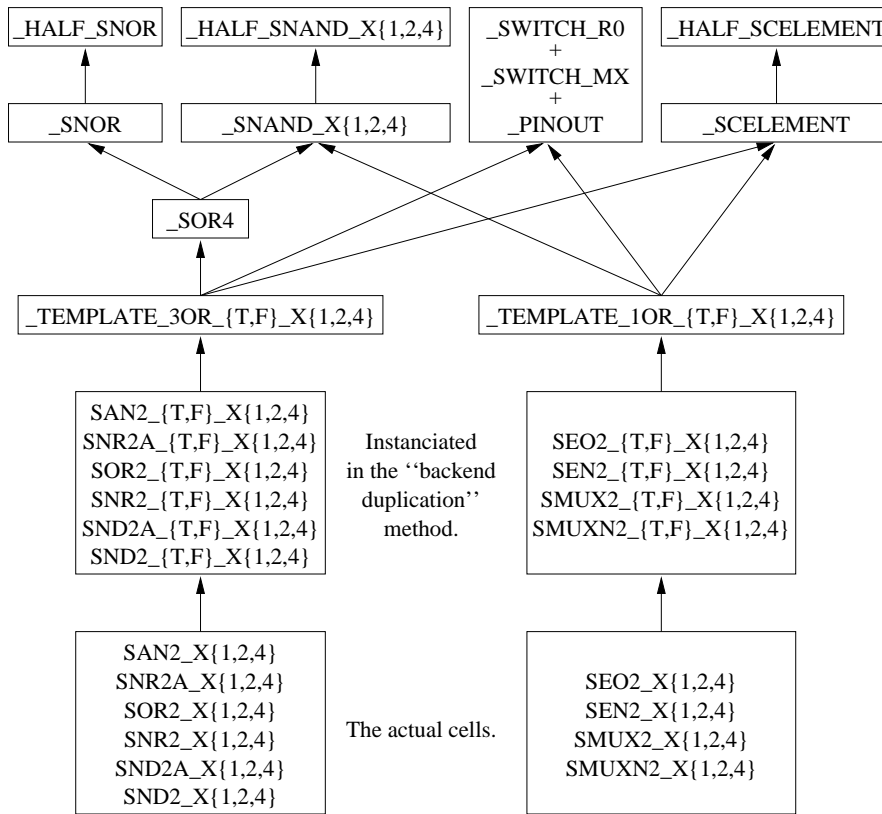 _HALF_SNOR
_HALF_SNAND_X{1,2,4}
_SWITCH_R0
+
_SWITCH_MX
+
_PINOUT
_HALF_SCELEMENT
_SNOR
_SNAND_X{1,2,4}
_SCELEMENT
_SOR4
_TEMPLATE_3OR_{T,F}_X{1,2,4}
_TEMPLATE_1OR_{T,F}_X{1,2,4}
SAN2_{T,F}_X{1,2,4}
SNR2A_{T,F}_X{1,2,4}
SOR2_{T,F}_X{1,2,4}
SNR2_{T,F}_X{1,2,4}
SND2A_{T,F}_X{1,2,4}
SND2_{T,F}_X{1,2,4}
Instanciated
in the ‘‘backend
duplication’’
method.
SEO2_{T,F}_X{1,2,4}
SEN2_{T,F}_X{1,2,4}
SMUX2_{T,F}_X{1,2,4}
SMUXN2_{T,F}_X{1,2,4}
SAN2_X{1,2,4}
SNR2A_X{1,2,4}
SOR2_X{1,2,4}
SNR2_X{1,2,4}
SND2A_X{1,2,4}
SND2_X{1,2,4}
The actual cells.
SEO2_X{1,2,4}
SEN2_X{1,2,4}
SMUX2_X{1,2,4}
SMUXN2_X{1,2,4}